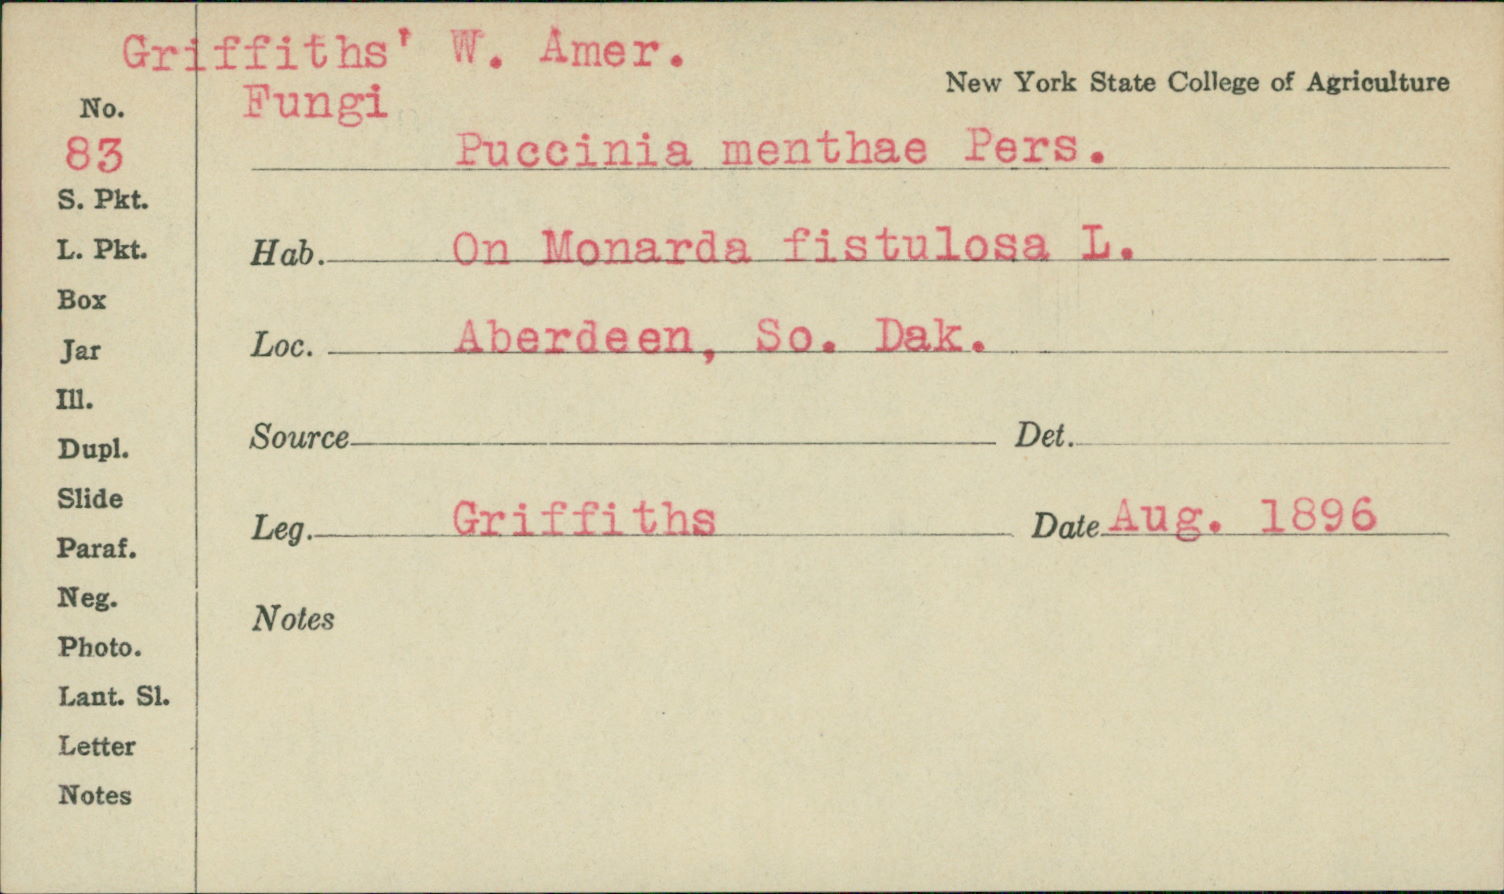 Griffiths' W. Amer.
Fungi
New York State College of Agriculture
No.
83
S. Pkt.
L. Pkt.
Box
Jar
Ill.
Dupl.
Slide
Paraf.
Neg.
Photo.
Lant. Sl.
Letter
Notes
Puccinia menthae Pers.
Hab. On Monarda fistulosa L.
Loc. Aberdeen, So. Dak.
Source Det.
Leg. Griffiths Date Aug. 1896
Notes